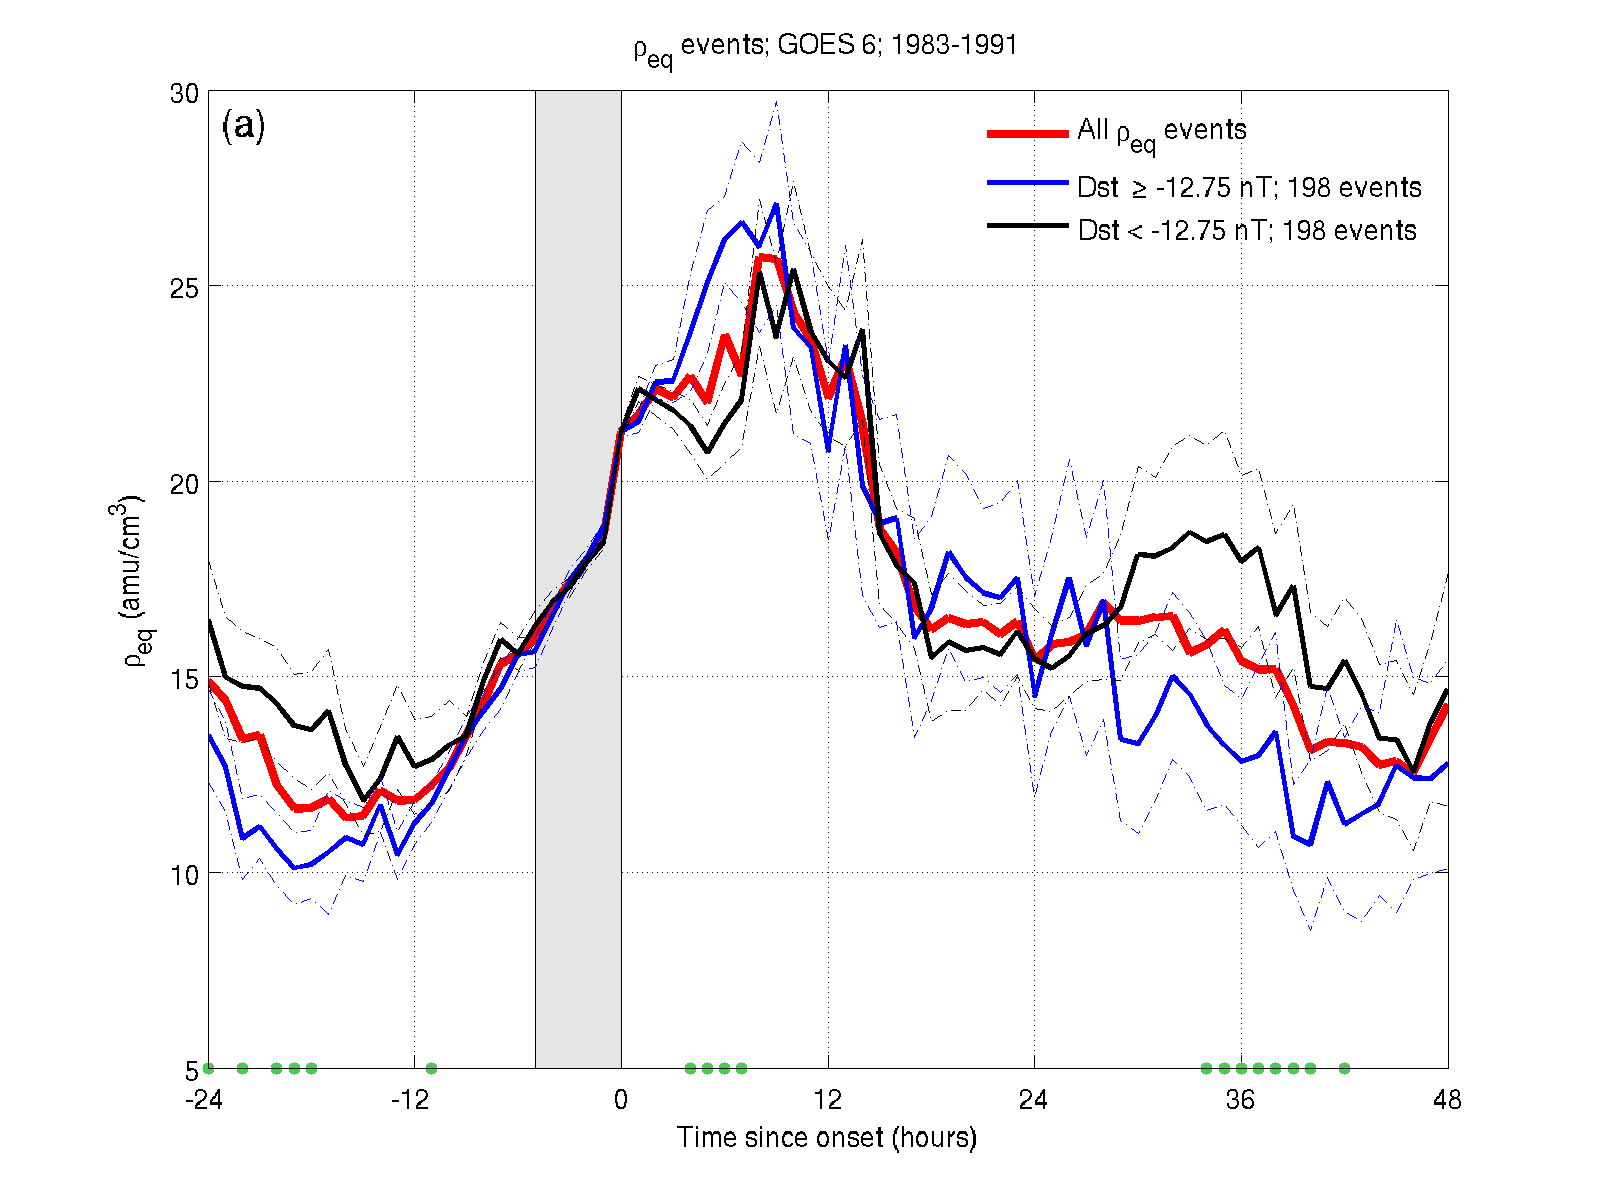 ρeq events; GOES 6; 1983-1991
(a)
All ρeq events
Dst ≥ -12.75 nT; 198 events
Dst < -12.75 nT; 198 events
ρeq (amu/cm3)
30
25
20
15
10
5
-24 -12 0 12 24 36 48
Time since onset (hours)